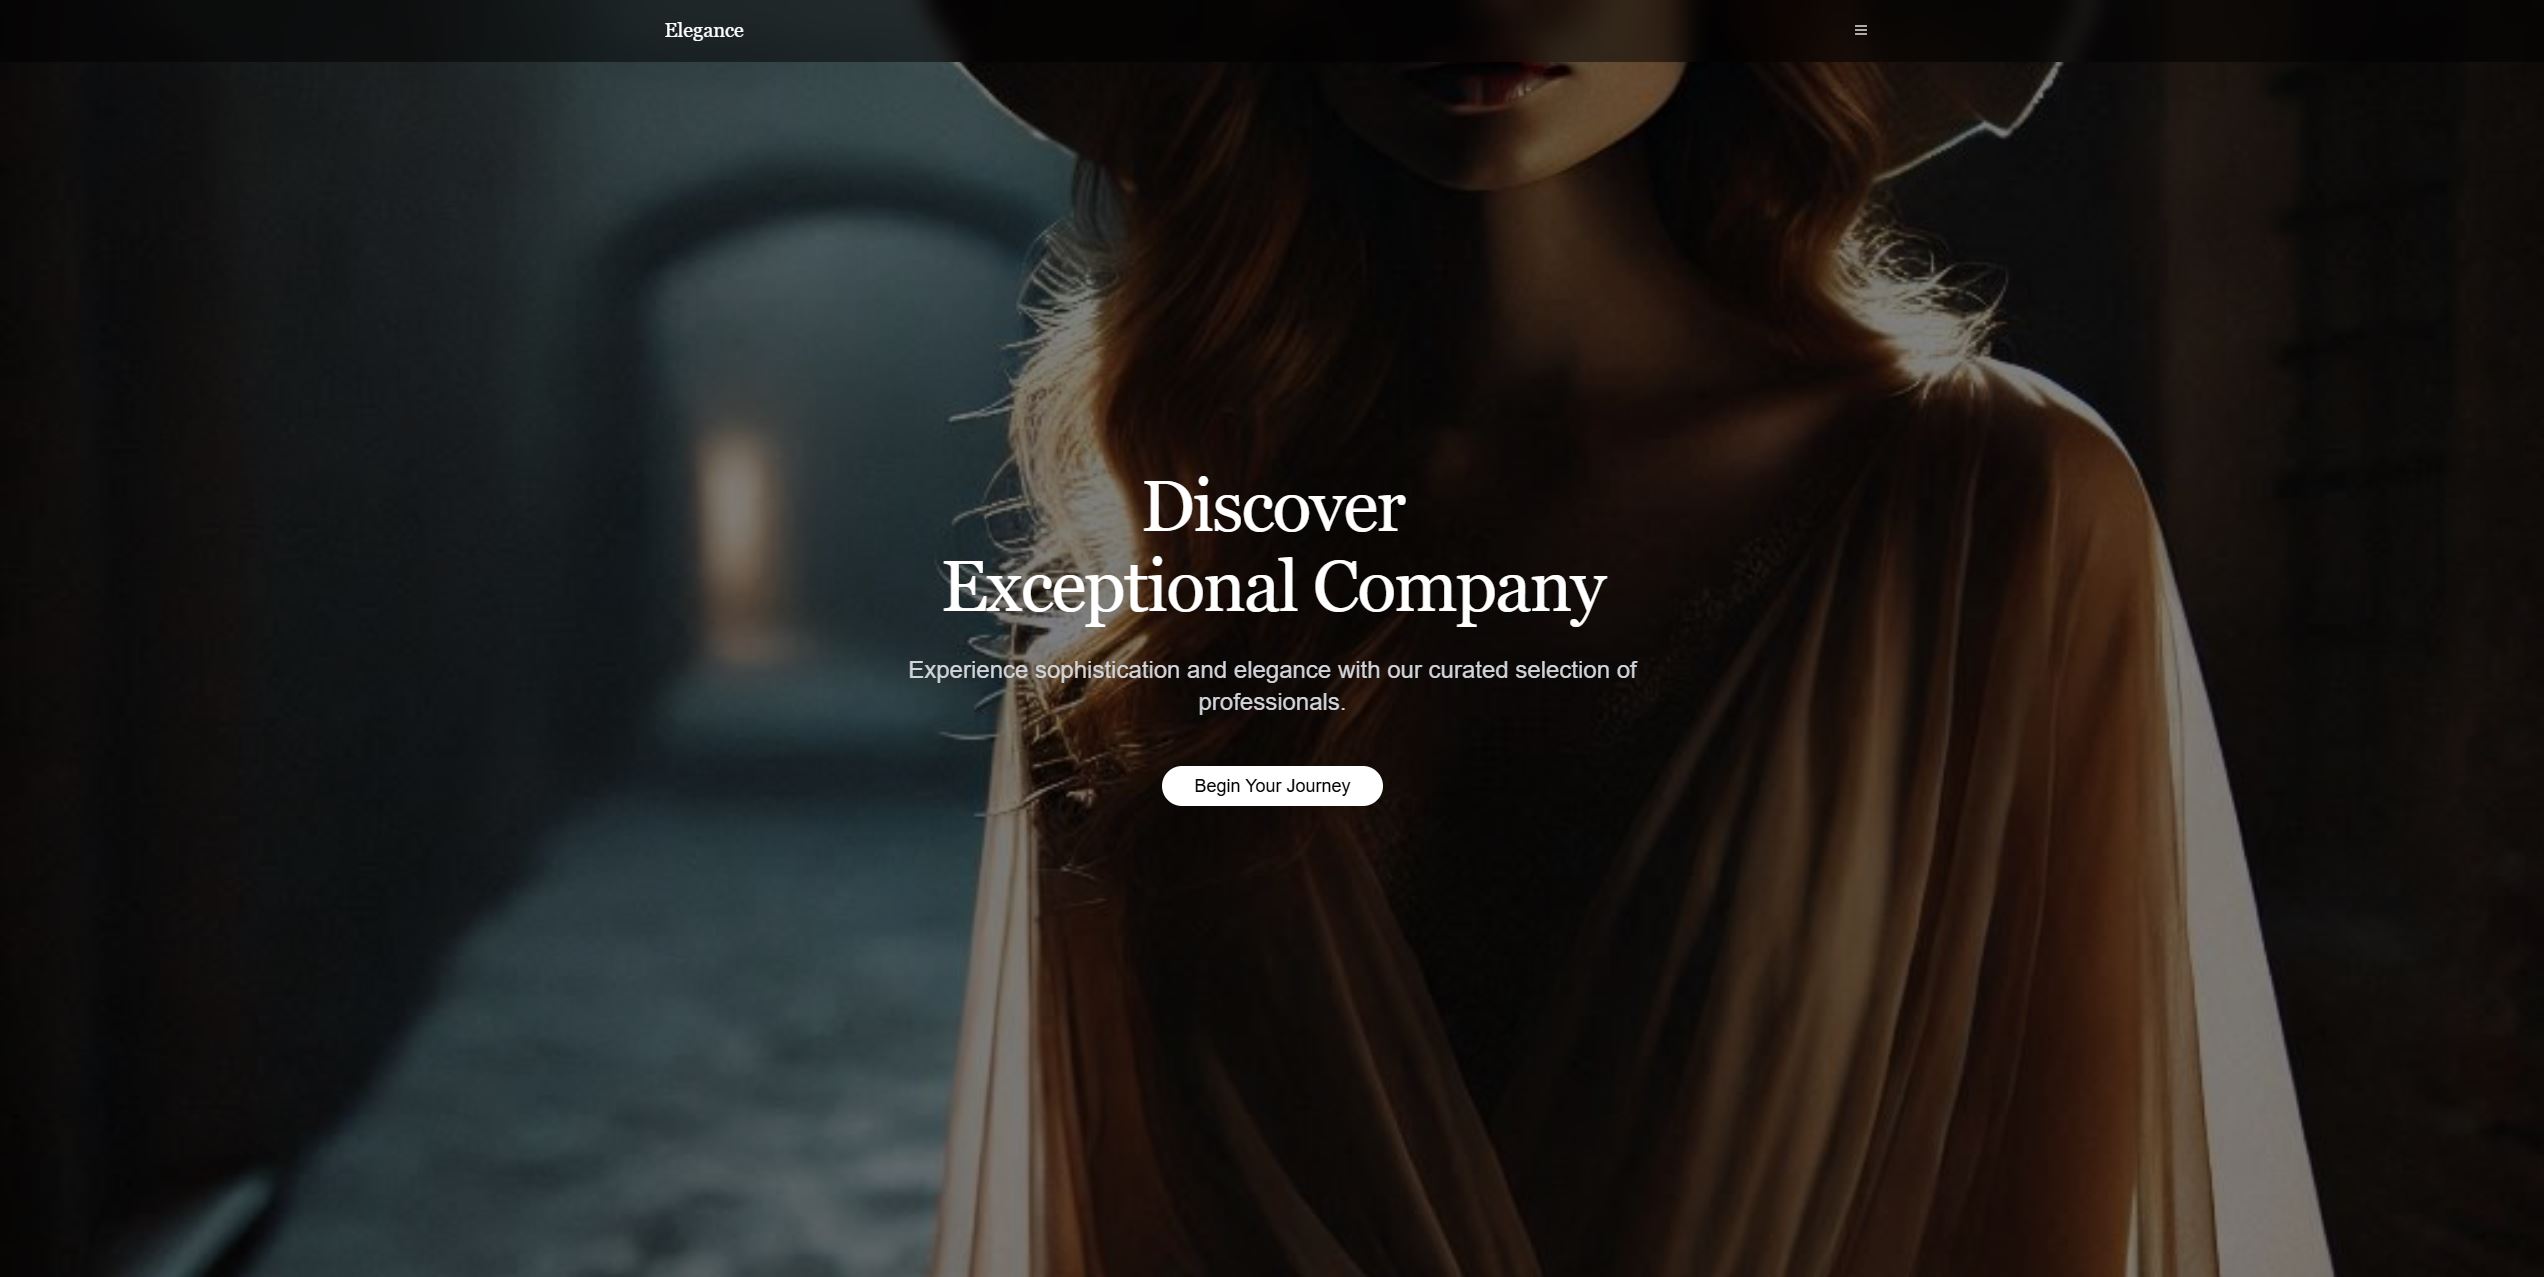 Elegance
Discover
Exceptional Company
Experience sophistication and elegance with our curated selection of
professionals.
Begin Your Journey